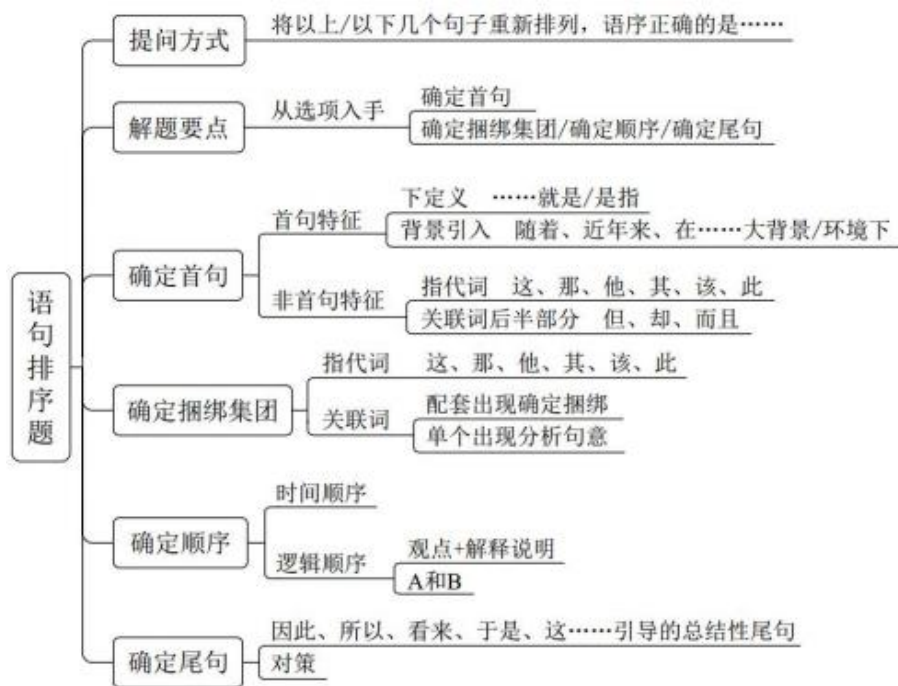 语句排序题
提问方式
将以上/以下几个句子重新排列，语序正确的是……
解题要点
从选项入手
确定首句
确定捆绑集团/确定顺序/确定尾句
确定首句
首句特征
下定义 ……就是/是指
背景引入 随着、近年来、在……大背景/环境下
非首句特征
指代词 这、那、他、其、该、此
关联词后半部分 但、却、而且
确定捆绑集团
指代词 这、那、他、其、该、此
关联词
配套出现确定捆绑
单个出现分析句意
确定顺序
时间顺序
逻辑顺序
观点+解释说明
A和B
确定尾句
因此、所以、看来、于是、这……引导的总结性尾句
对策